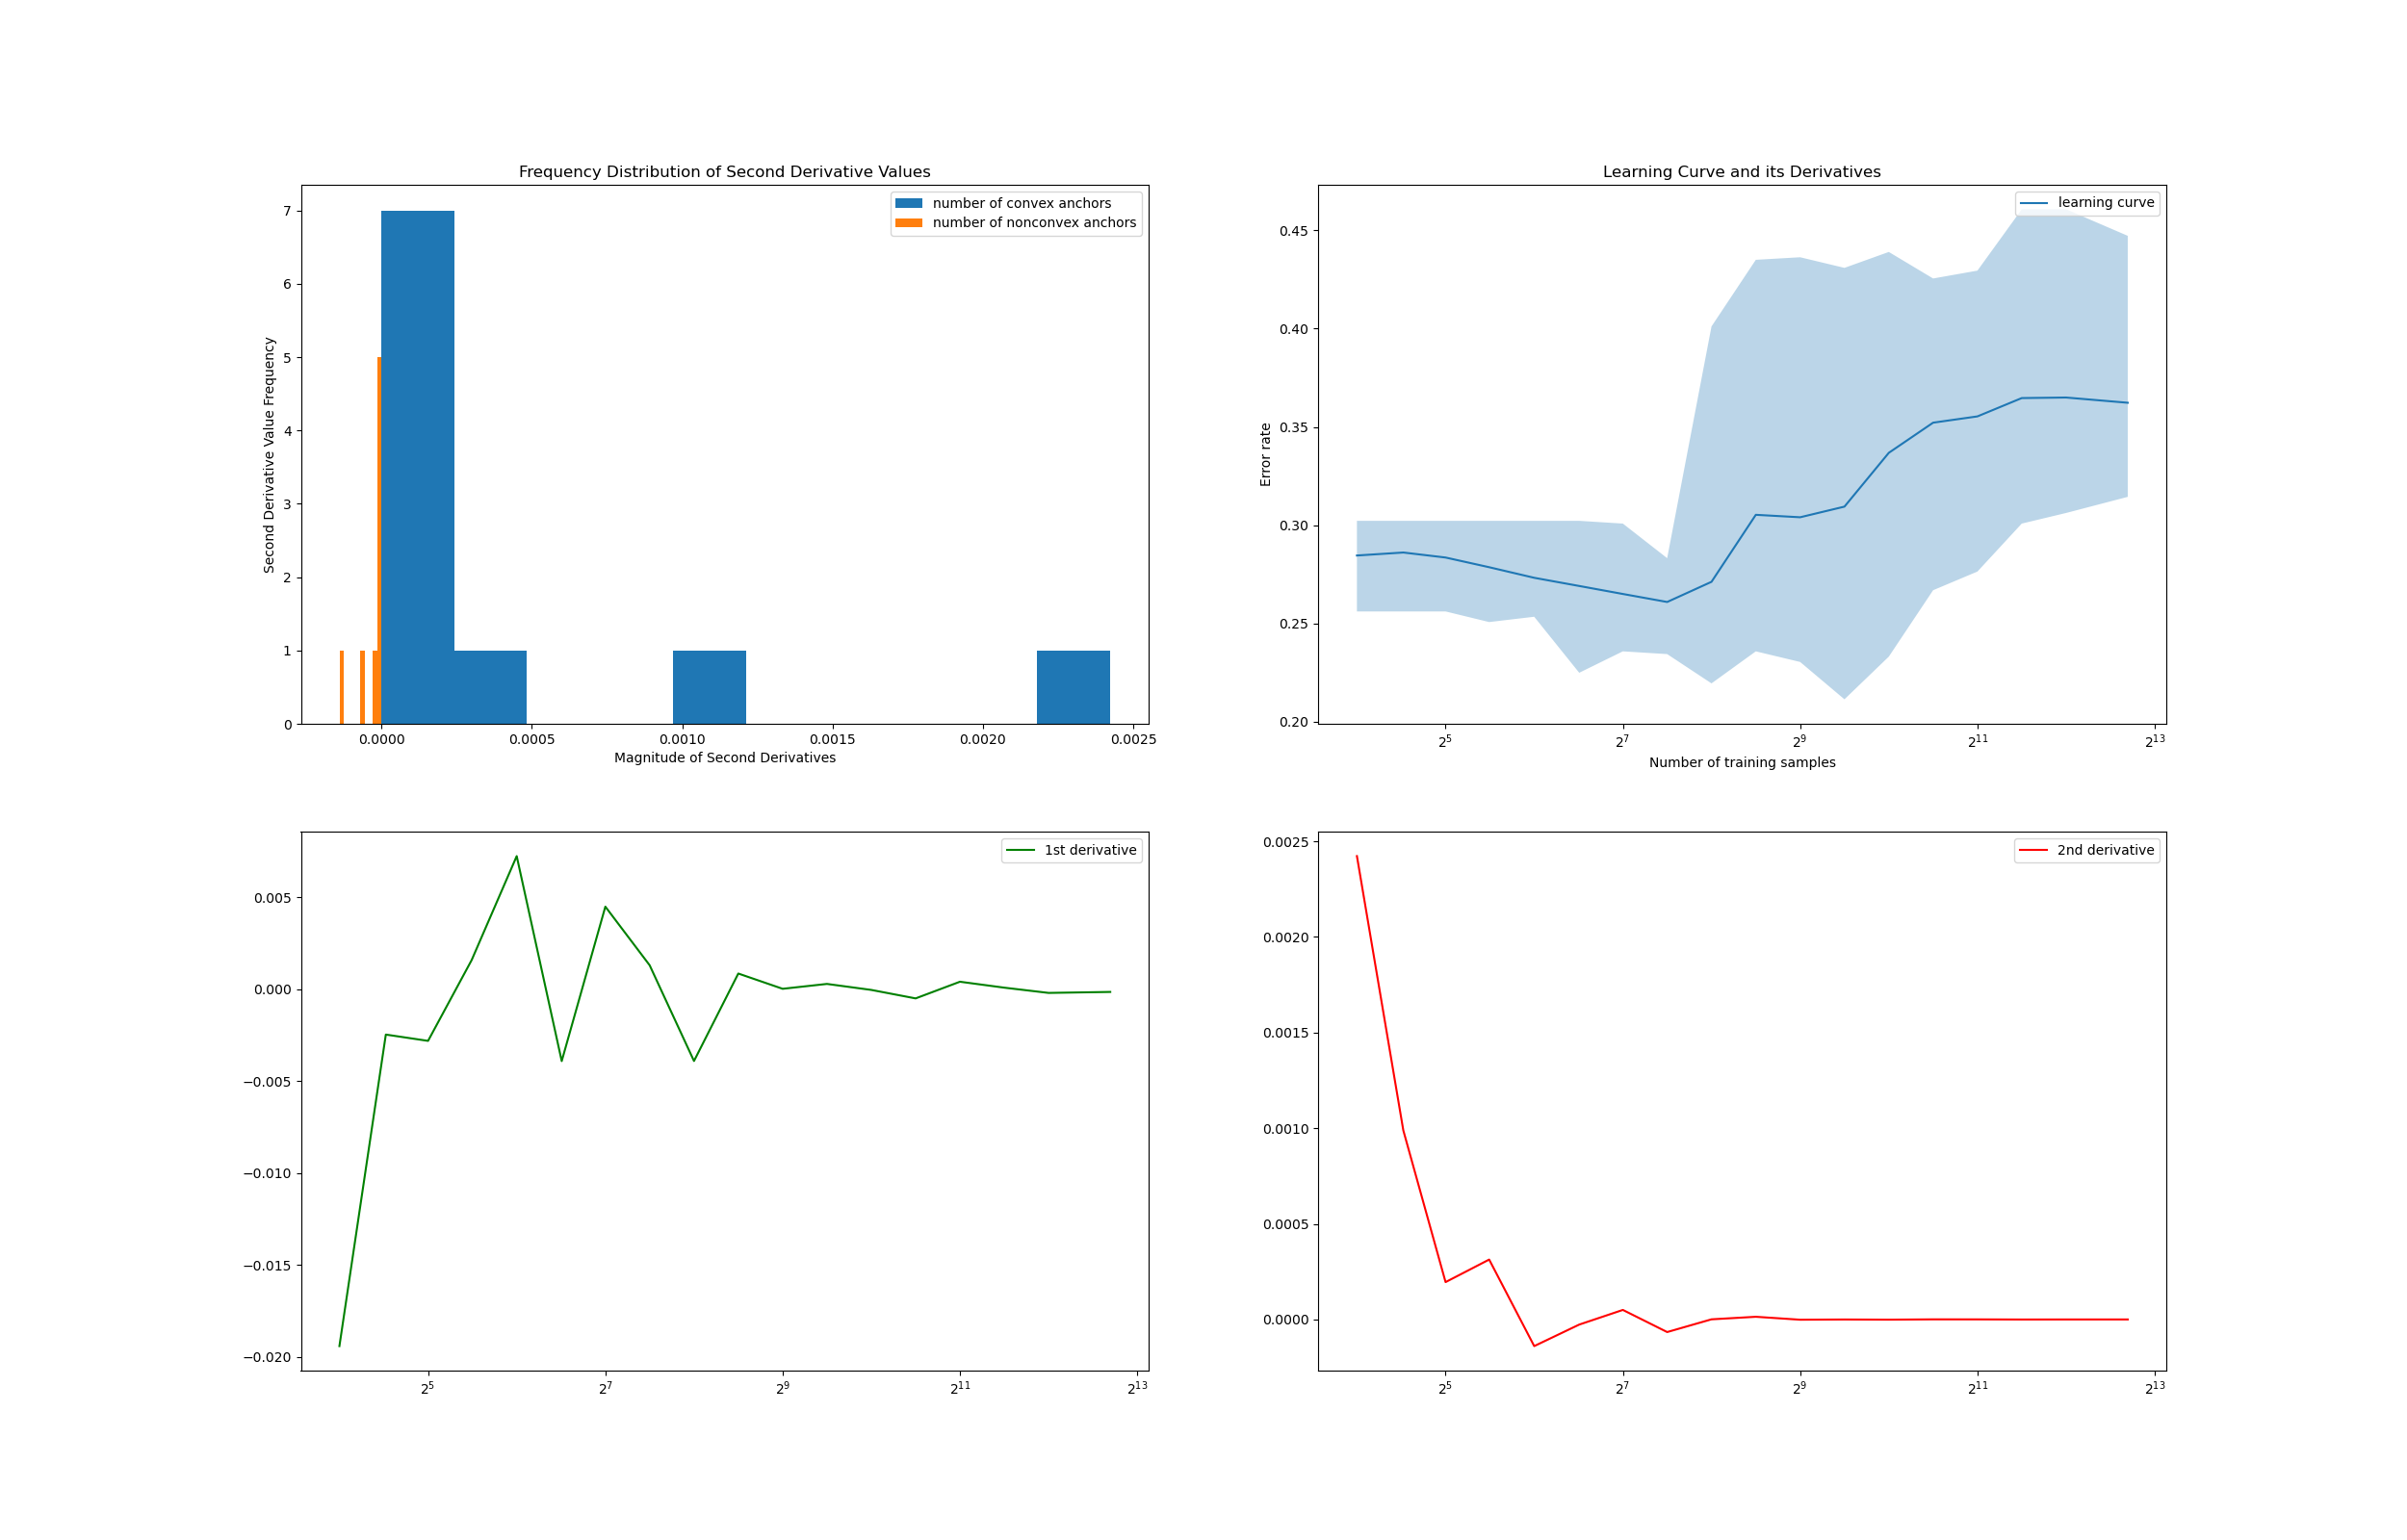 Frequency Distribution of Second Derivative Values
number of convex anchors
number of nonconvex anchors
Second Derivative Value Frequency
7
6
5
4
3
2
1
0
0.0000 0.0005 0.0010 0.0015 0.0020 0.0025
Magnitude of Second Derivatives
Learning Curve and its Derivatives
learning curve
Error rate
0.45
0.40
0.35
0.30
0.25
0.20
2^5 2^7 2^9 2^11 2^13
Number of training samples
1st derivative
0.005
0.000
−0.005
−0.010
−0.015
−0.020
2^5 2^7 2^9 2^11 2^13
2nd derivative
0.0025
0.0020
0.0015
0.0010
0.0005
0.0000
2^5 2^7 2^9 2^11 2^13